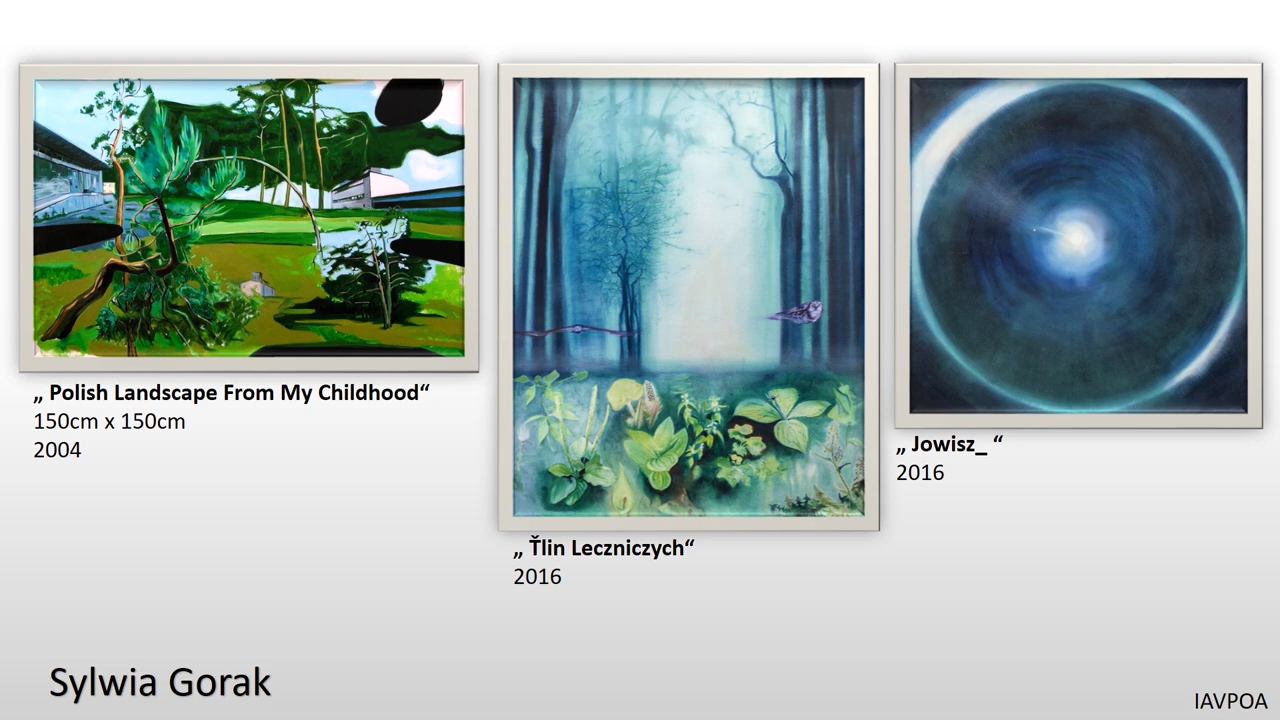 „ Polish Landscape From My Childhood“
150cm x 150cm
2004
„ Ťlin Leczniczych“
2016
„ Jowisz_ “
2016
Sylwia Gorak
IAVPOA